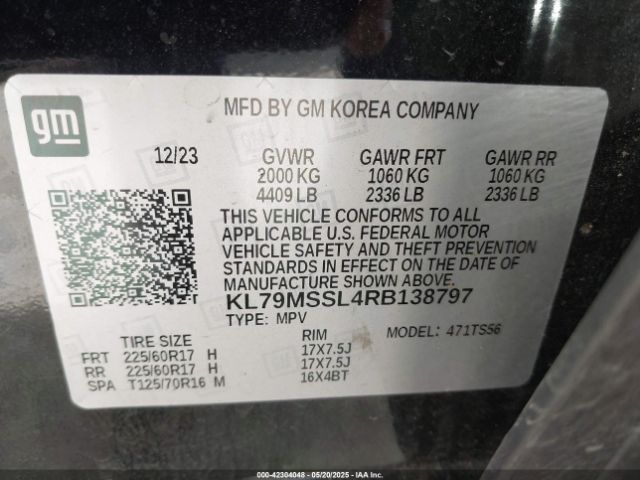 gm
MFD BY GM KOREA COMPANY
12/23 GVWR GAWR FRT GAWR RR
2000 KG 1060 KG 1060 KG
4409 LB 2336 LB 2336 LB
THIS VEHICLE CONFORMS TO ALL
APPLICABLE U.S. FEDERAL MOTOR
VEHICLE SAFETY AND THEFT PREVENTION
STANDARDS IN EFFECT ON THE DATE OF
MANUFACTURE SHOWN ABOVE.
KL79MSSL4RB138797
TYPE: MPV MODEL: 471TS56
TIRE SIZE RIM
FRT 225/60R17 H 17X7.5J
RR 225/60R17 H 17X7.5J
SPA T125/70R16 M 16X4BT
000-42304048 - 05/20/2025 - IAAI.COM